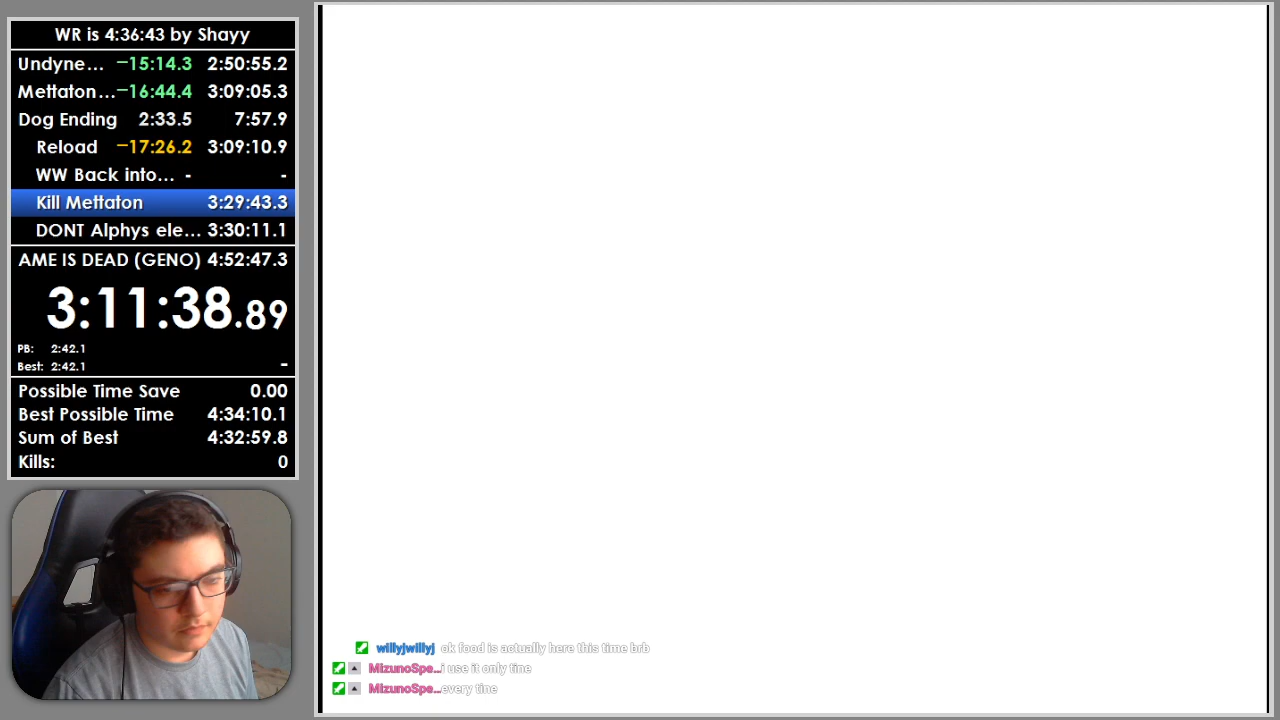 WR is 4:36:43 by Shayy
Undyne... −15:14.3 2:50:55.2
Mettaton... −16:44.4 3:09:05.3
Dog Ending 2:33.5 7:57.9
Reload −17:26.2 3:09:10.9
WW Back into... - -
Kill Mettaton 3:29:43.3
DONT Alphys ele... 3:30:11.1
AME IS DEAD (GENO) 4:52:47.3
3:11:38.89
PB: 2:42.1
Best: 2:42.1 -
Possible Time Save 0.00
Best Possible Time 4:34:10.1
Sum of Best 4:32:59.8
Kills: 0
willyjwillyj ok food is actually here this time brb
MizunoSpe... i use it only tine
MizunoSpe... every tine